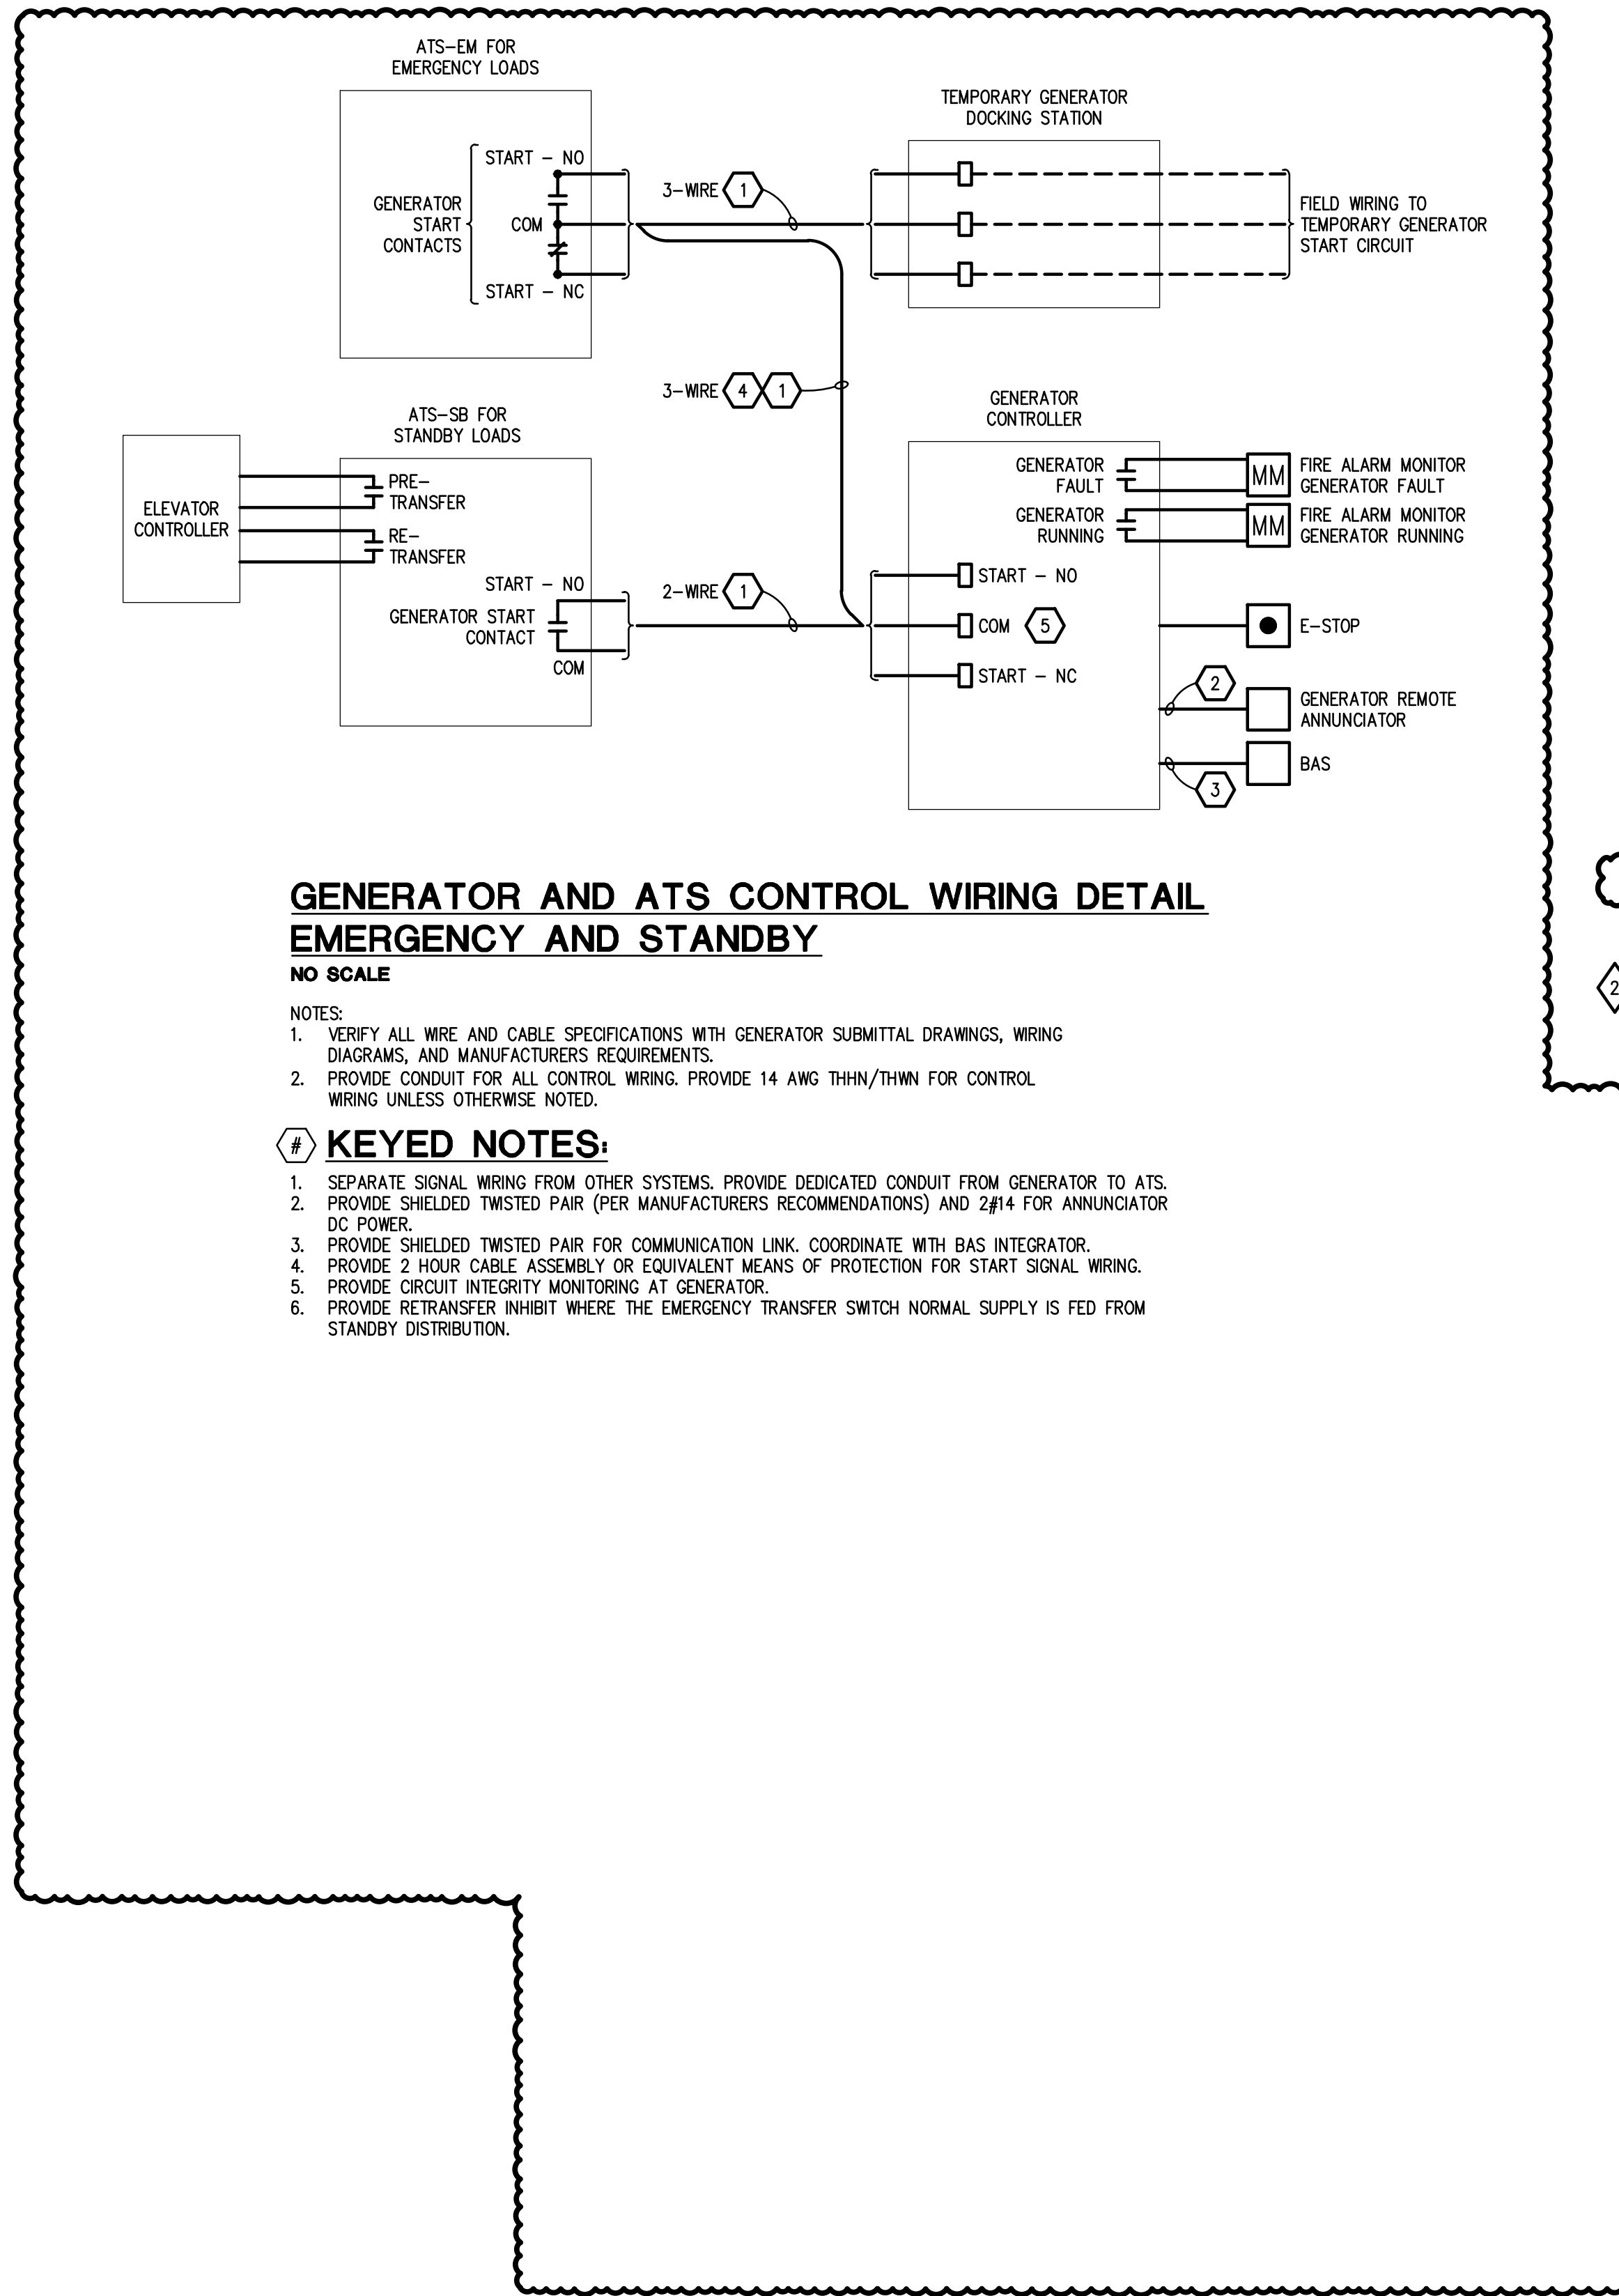 ATS-EM FOR
EMERGENCY LOADS
TEMPORARY GENERATOR
DOCKING STATION
START - NO
GENERATOR
START
CONTACTS
COM
START - NC
3-WIRE 1
FIELD WIRING TO
TEMPORARY GENERATOR
START CIRCUIT
3-WIRE 4 1
ATS-SB FOR
STANDBY LOADS
ELEVATOR
CONTROLLER
PRE-
TRANSFER
RE-
TRANSFER
START - NO
GENERATOR START
CONTACT
COM
2-WIRE 1
GENERATOR
CONTROLLER
GENERATOR
FAULT
MM
FIRE ALARM MONITOR
GENERATOR FAULT
GENERATOR
RUNNING
MM
FIRE ALARM MONITOR
GENERATOR RUNNING
START - NO
COM 5
START - NC
E-STOP
2
GENERATOR REMOTE
ANNUNCIATOR
BAS
3
GENERATOR AND ATS CONTROL WIRING DETAIL
EMERGENCY AND STANDBY
NO SCALE
2
NOTES:
1. VERIFY ALL WIRE AND CABLE SPECIFICATIONS WITH GENERATOR SUBMITTAL DRAWINGS, WIRING
DIAGRAMS, AND MANUFACTURERS REQUIREMENTS.
2. PROVIDE CONDUIT FOR ALL CONTROL WIRING. PROVIDE 14 AWG THHN/THWN FOR CONTROL
WIRING UNLESS OTHERWISE NOTED.
# KEYED NOTES:
1. SEPARATE SIGNAL WIRING FROM OTHER SYSTEMS. PROVIDE DEDICATED CONDUIT FROM GENERATOR TO ATS.
2. PROVIDE SHIELDED TWISTED PAIR (PER MANUFACTURERS RECOMMENDATIONS) AND 2#14 FOR ANNUNCIATOR
DC POWER.
3. PROVIDE SHIELDED TWISTED PAIR FOR COMMUNICATION LINK. COORDINATE WITH BAS INTEGRATOR.
4. PROVIDE 2 HOUR CABLE ASSEMBLY OR EQUIVALENT MEANS OF PROTECTION FOR START SIGNAL WIRING.
5. PROVIDE CIRCUIT INTEGRITY MONITORING AT GENERATOR.
6. PROVIDE RETRANSFER INHIBIT WHERE THE EMERGENCY TRANSFER SWITCH NORMAL SUPPLY IS FED FROM
STANDBY DISTRIBUTION.